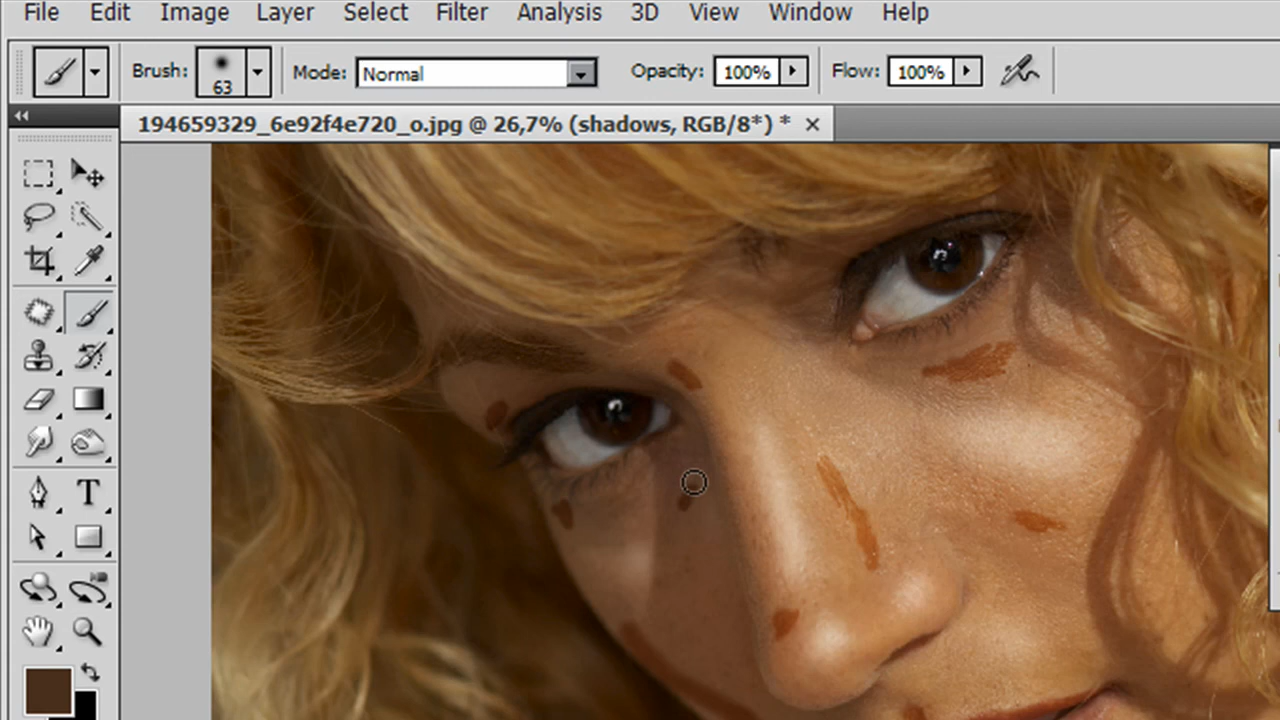 File Edit Image Layer Select Filter Analysis 3D View Window Help
Brush: 63 Mode: Normal Opacity: 100% Flow: 100%
194659329_6e92f4e720_o.jpg @ 26,7% (shadows, RGB/8*) *
T